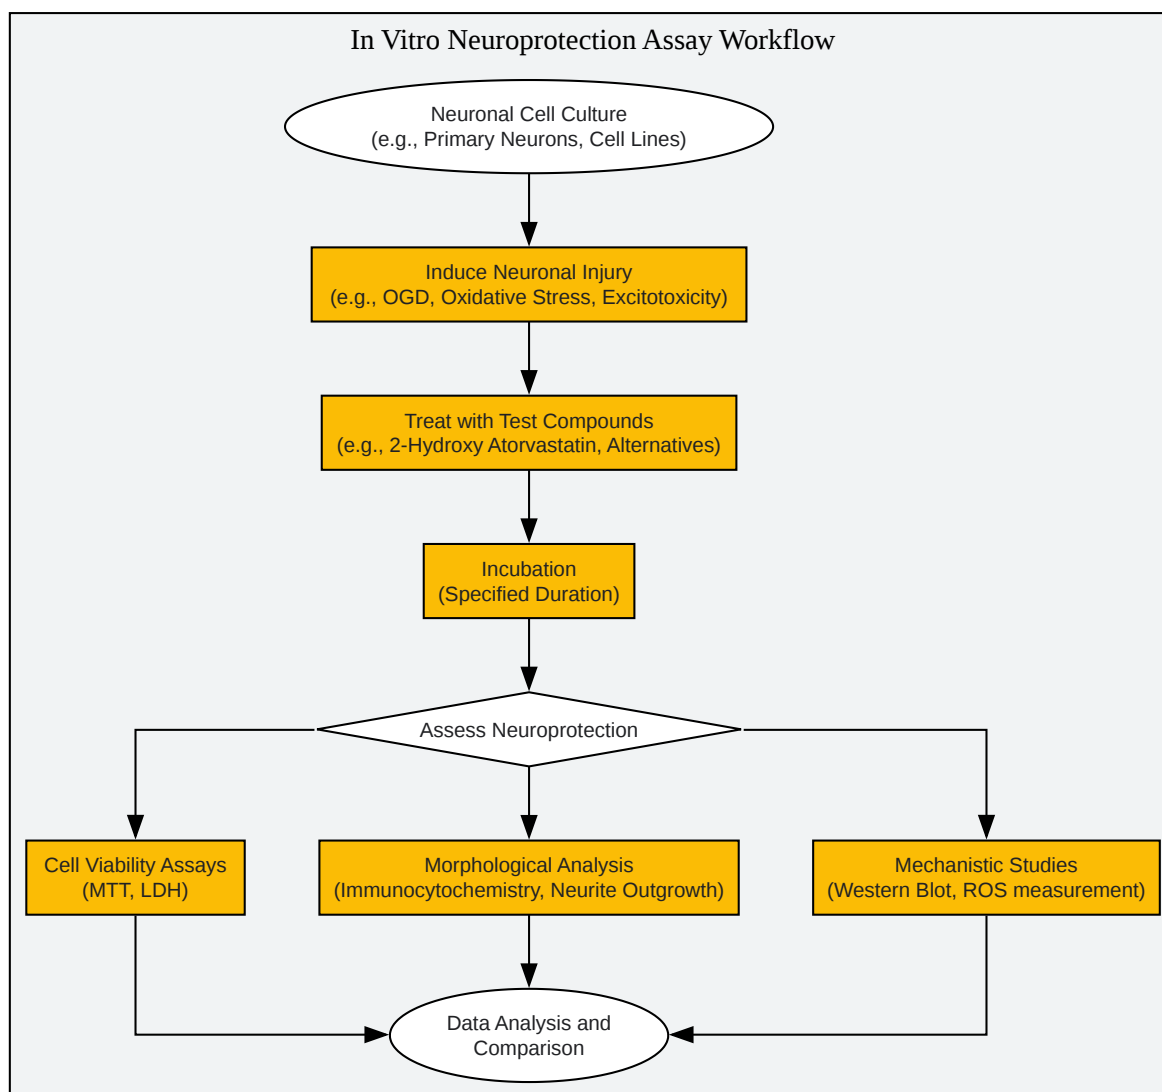 In Vitro Neuroprotection Assay Workflow
Neuronal Cell Culture
(e.g., Primary Neurons, Cell Lines)
Induce Neuronal Injury
(e.g., OGD, Oxidative Stress, Excitotoxicity)
Treat with Test Compounds
(e.g., 2-Hydroxy Atorvastatin, Alternatives)
Incubation
(Specified Duration)
Assess Neuroprotection
Cell Viability Assays
(MTT, LDH)
Morphological Analysis
(Immunocytochemistry, Neurite Outgrowth)
Mechanistic Studies
(Western Blot, ROS measurement)
Data Analysis and
Comparison